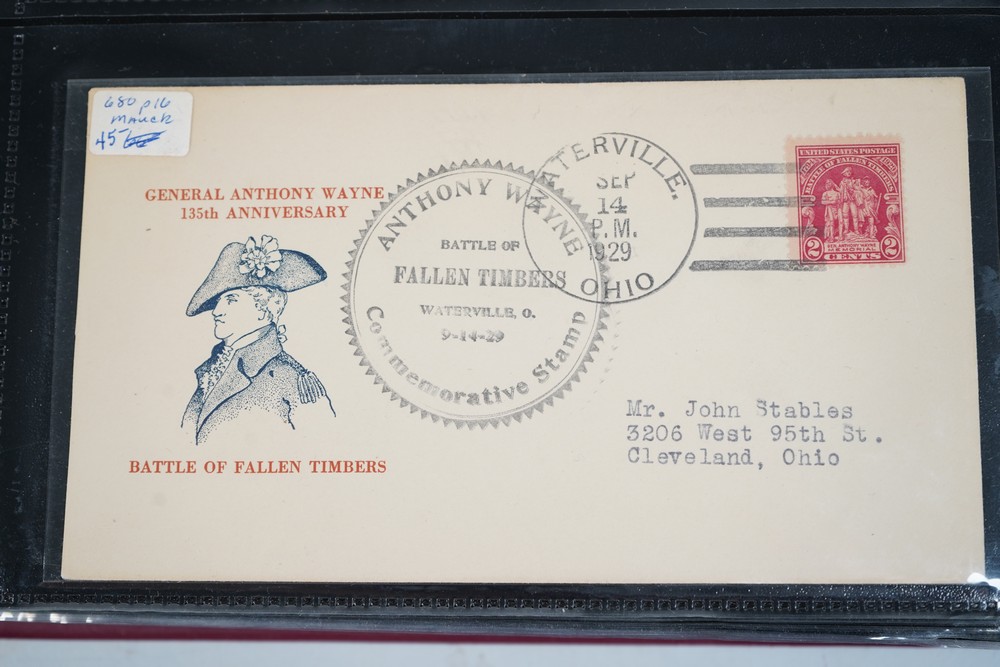 680 p16
MAUCK
45
GENERAL ANTHONY WAYNE
135th ANNIVERSARY
BATTLE OF FALLEN TIMBERS
ANTHONY WAYNE
BATTLE OF
FALLEN TIMBERS
WATERVILLE, O.
9-14-29
Commemorative Stamp
WATERVILLE.
SEP
14
P.M.
1929
OHIO
UNITED STATES POSTAGE
BATTLE OF FALLEN TIMBERS
GEN. ANTHONY WAYNE
MEMORIAL
2 CENTS 2
Mr. John Stables
3206 West 95th St.
Cleveland, Ohio